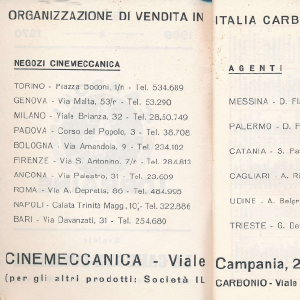 ORGANIZZAZIONE DI VENDITA IN ITALIA CARB
NEGOZI CINEMECCANICA
TORINO - Piazza Bodoni, 1/r - Tel. 534.689
GENOVA - Via Malta, 53/r - Tel. 53.290
MILANO - Viale Brianza, 32 - Tel. 28.50.749
PADOVA - Corso del Popolo, 3 - Tel. 38.708
BOLOGNA - Via Amendola, 9 - Tel. 234.102
FIRENZE - Via S. Antonino, 7/r - Tel. 284.813
ANCONA - Via Palestro, 31 - Tel. 23.609
ROMA - Via A. Depretis, 86 - Tel. 484.995
NAPOLI - Calata Trinità Magg. 10 - Tel. 322.886
BARI - Via Davanzati, 31 - Tel. 254.680
AGENTI
MESSINA - D. F
PALERMO - D. F
CATANIA - S. Pa
CAGLIARI - A. R
UDINE - A. Belgr
TRIESTE - G. De
CINEMECCANICA - Viale Campania, 2
(per gli altri prodotti: Società IL CARBONIO - Viale